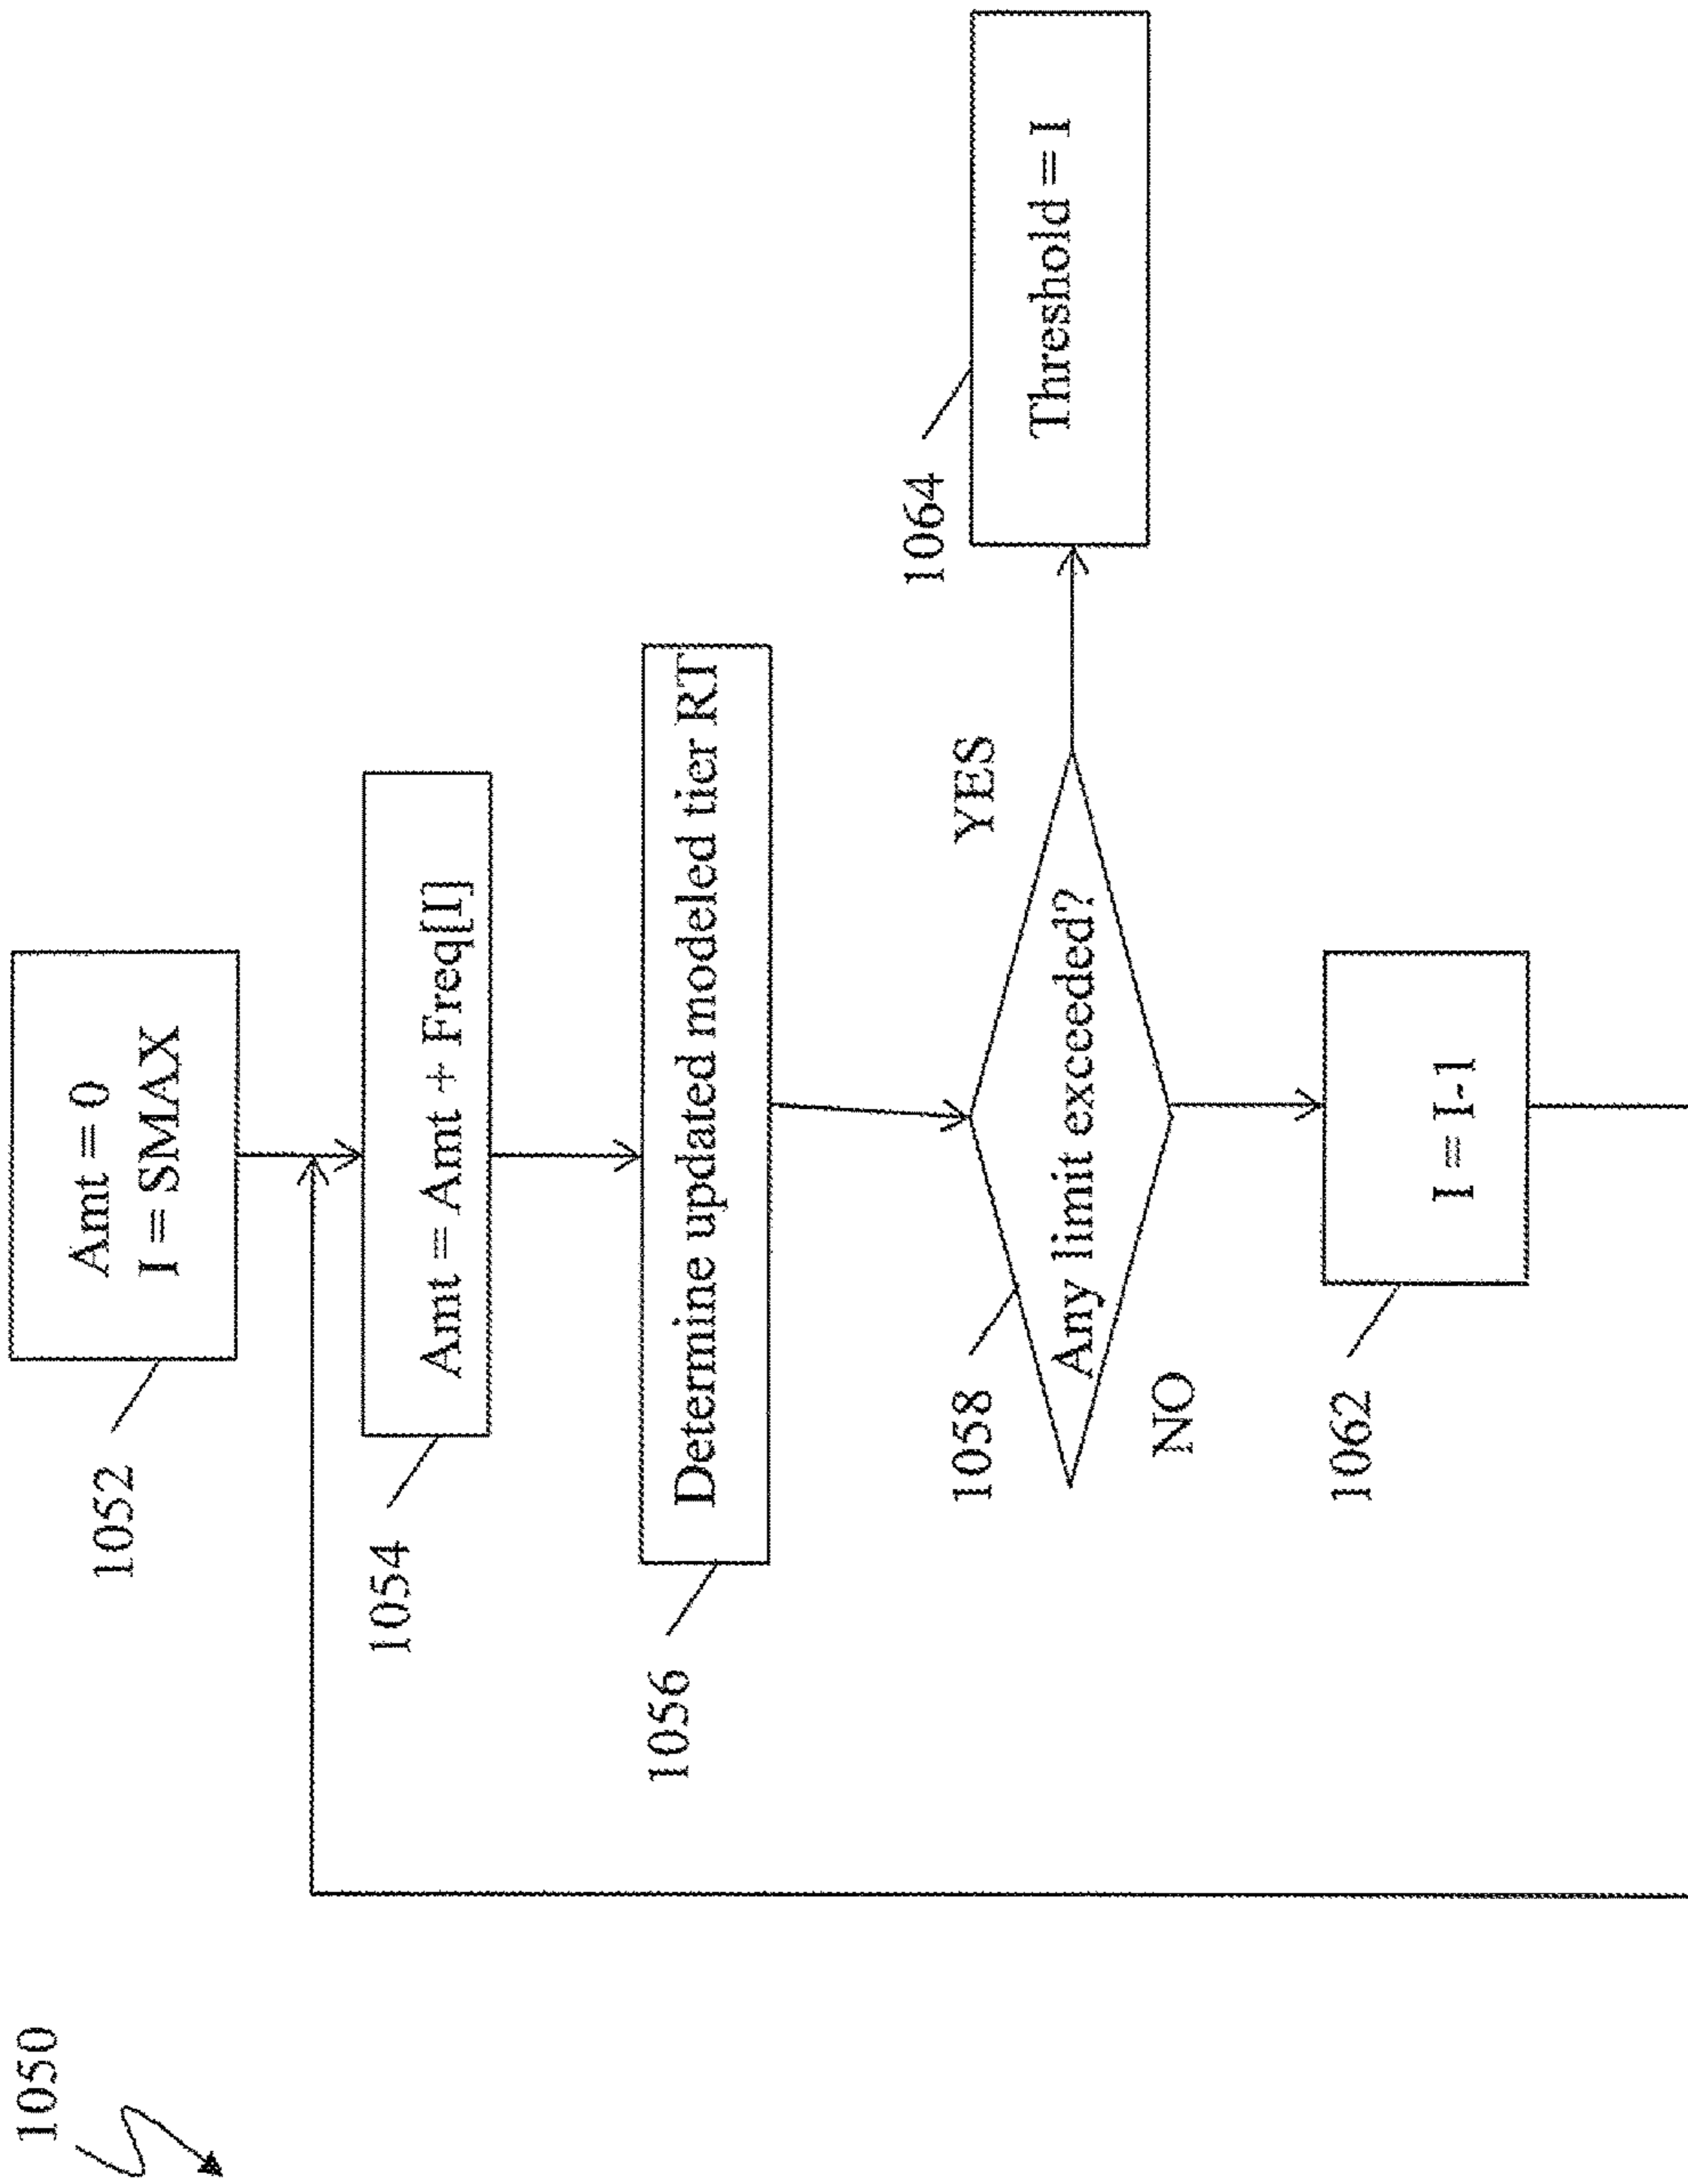 1050
1052
Amt = 0
I = SMAX
1054
Amt = Amt + Freq[I]
1056
Determine updated modeled tier RT
1058
Any limit exceeded?
YES
1064
Threshold = I
NO
1062
I = I-1